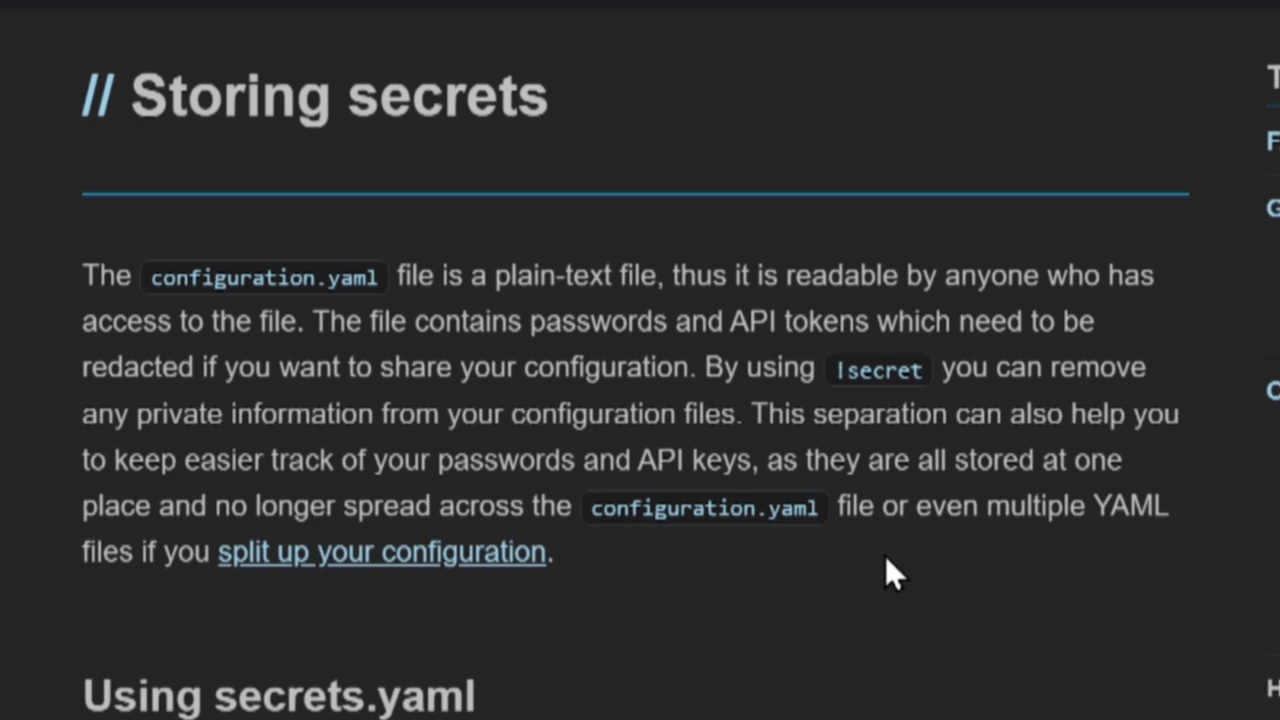 // Storing secrets
The configuration.yaml file is a plain-text file, thus it is readable by anyone who has
access to the file. The file contains passwords and API tokens which need to be
redacted if you want to share your configuration. By using !secret you can remove
any private information from your configuration files. This separation can also help you
to keep easier track of your passwords and API keys, as they are all stored at one
place and no longer spread across the configuration.yaml file or even multiple YAML
files if you split up your configuration.
Using secrets.yaml